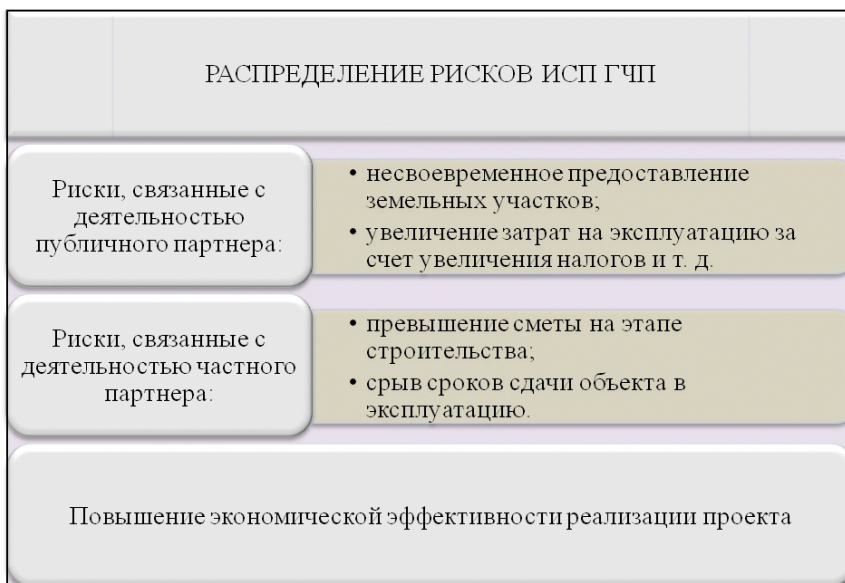 РАСПРЕДЕЛЕНИЕ РИСКОВ ИСП ГЧП
Риски, связанные с
деятельностью
публичного партнера:
• несвоевременное предоставление
земельных участков;
• увеличение затрат на эксплуатацию за
счет увеличения налогов и т. д.
Риски, связанные с
деятельностью частного
партнера:
• превышение сметы на этапе
строительства;
• срыв сроков сдачи объекта в
эксплуатацию.
Повышение экономической эффективности реализации проекта